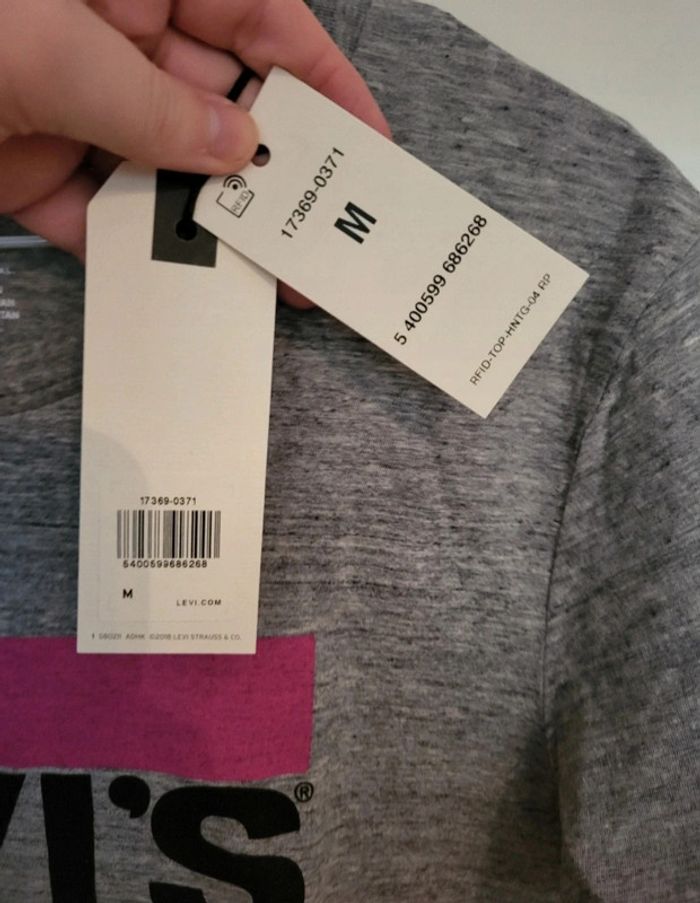 RFID
17369-0371
M
5 400599 686268
RFID-TOP-HNTG-04 RP
17369-0371
5400599686268
M
LEVI.COM
©2018 LEVI STRAUSS & CO.
VI'S®